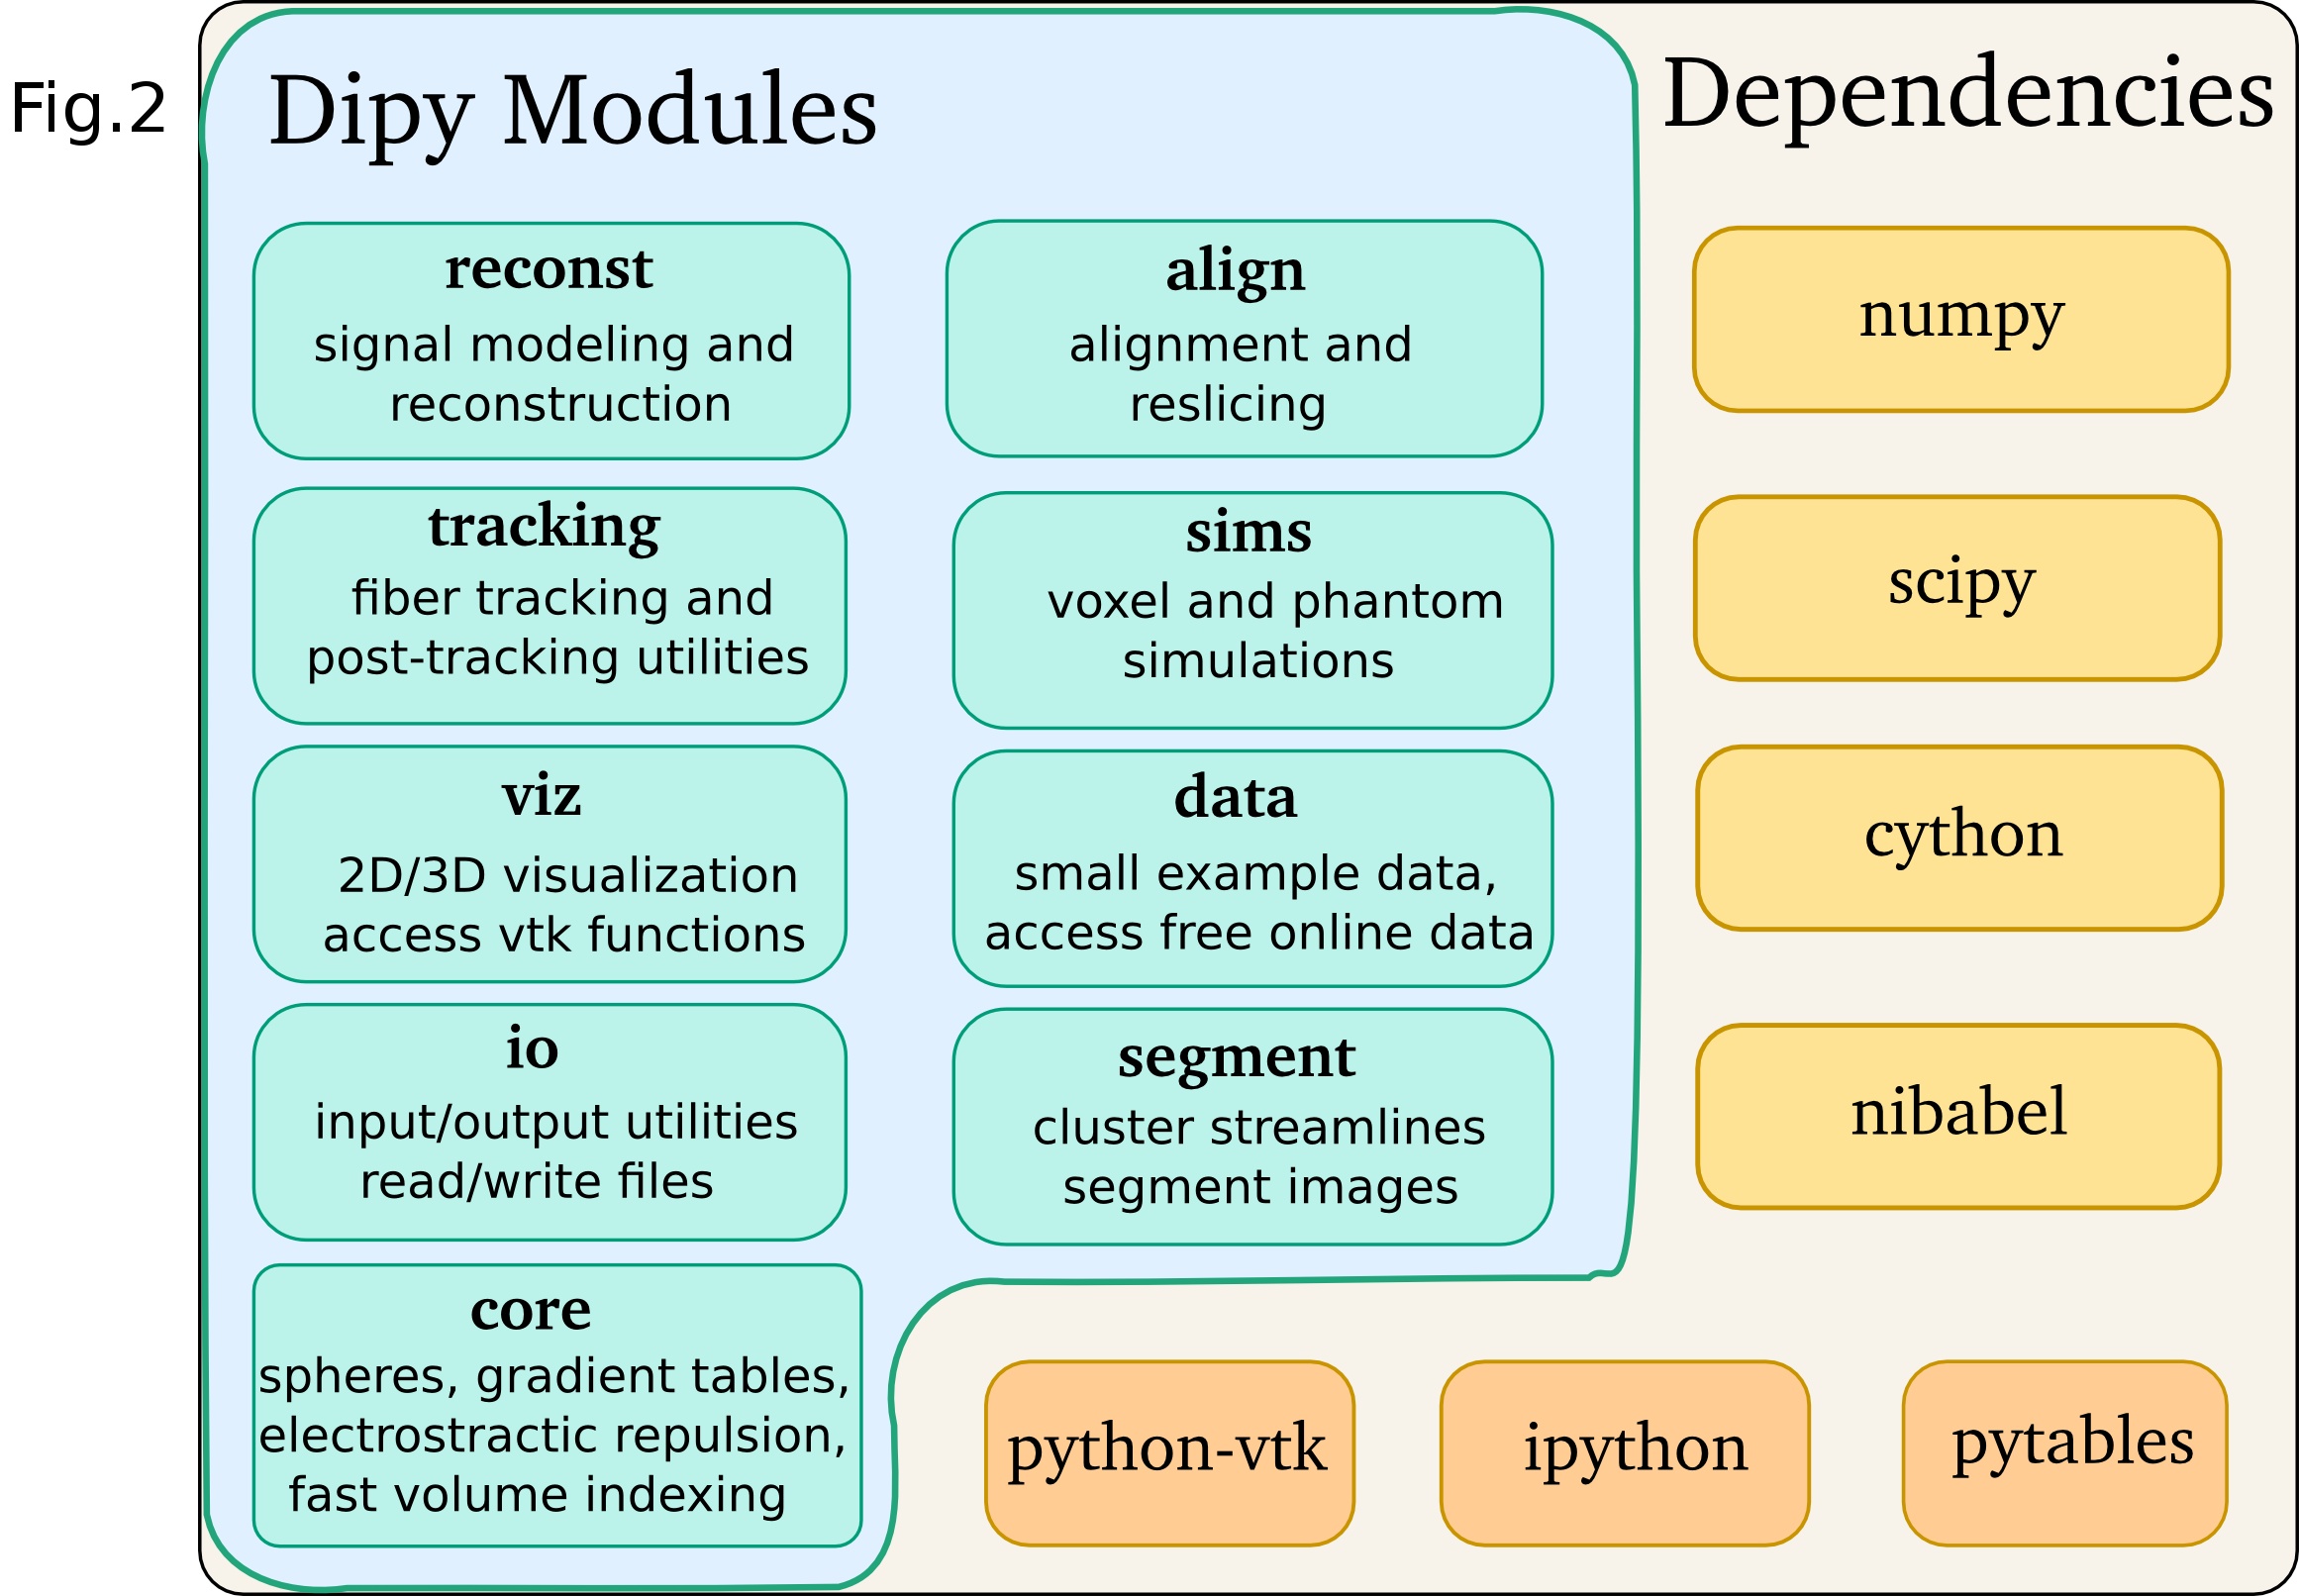 Fig.2
Dipy Modules
Dependencies
reconst
signal modeling and
reconstruction
align
alignment and
reslicing
numpy
tracking
fiber tracking and
post-tracking utilities
sims
voxel and phantom
simulations
scipy
viz
2D/3D visualization
access vtk functions
data
small example data,
access free online data
cython
io
input/output utilities
read/write files
segment
cluster streamlines
segment images
nibabel
core
spheres, gradient tables,
electrostractic repulsion,
fast volume indexing
python-vtk
ipython
pytables